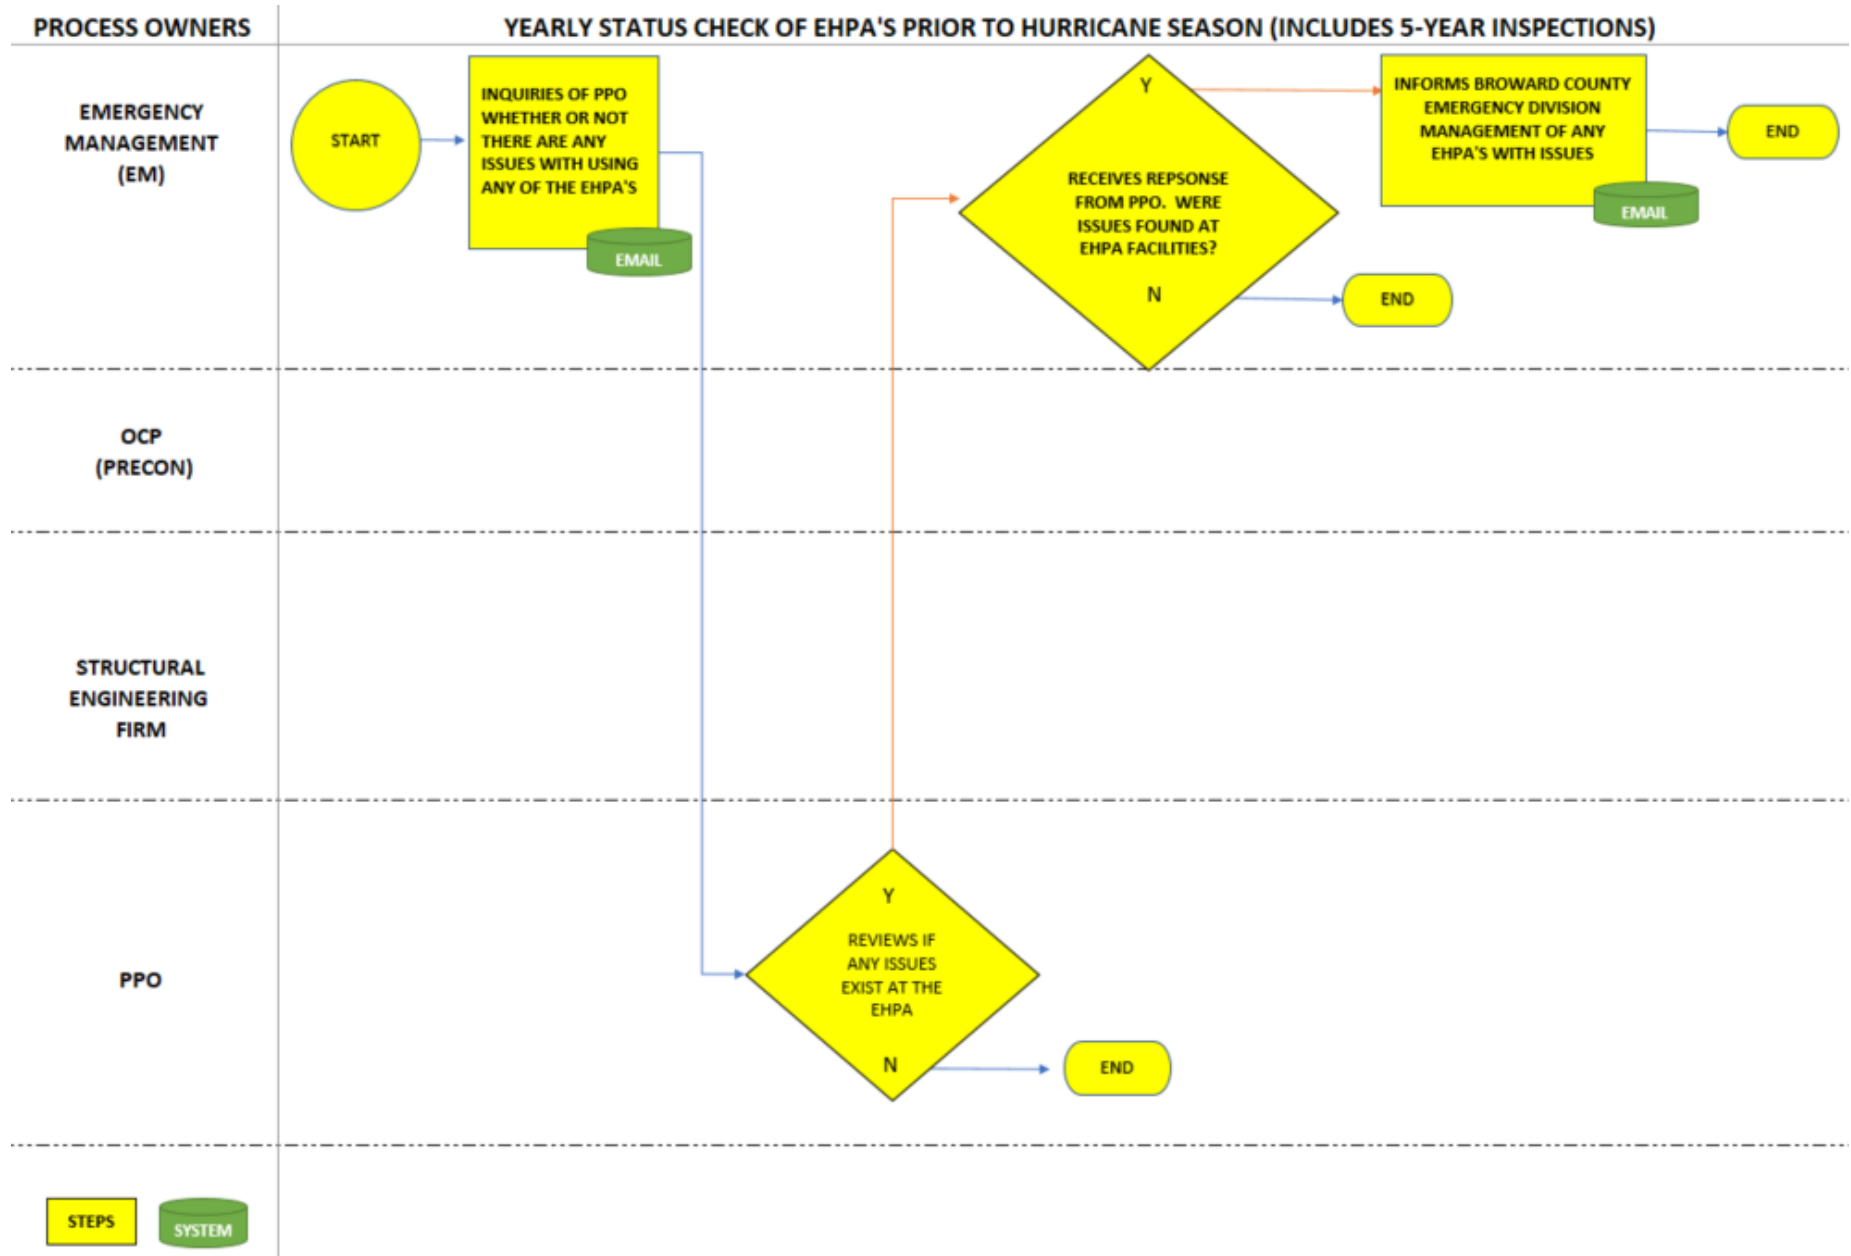 PROCESS OWNERS
YEARLY STATUS CHECK OF EHPA'S PRIOR TO HURRICANE SEASON (INCLUDES 5-YEAR INSPECTIONS)
EMERGENCY
MANAGEMENT
(EM)
START
INQUIRIES OF PPO
WHETHER OR NOT
THERE ARE ANY
ISSUES WITH USING
ANY OF THE EHPA'S
EMAIL
Y
RECEIVES REPSONSE
FROM PPO. WERE
ISSUES FOUND AT
EHPA FACILITIES?
N
INFORMS BROWARD COUNTY
EMERGENCY DIVISION
MANAGEMENT OF ANY
EHPA'S WITH ISSUES
EMAIL
END
END
OCP
(PRECON)
STRUCTURAL
ENGINEERING
FIRM
PPO
Y
REVIEWS IF
ANY ISSUES
EXIST AT THE
EHPA
N
END
STEPS
SYSTEM